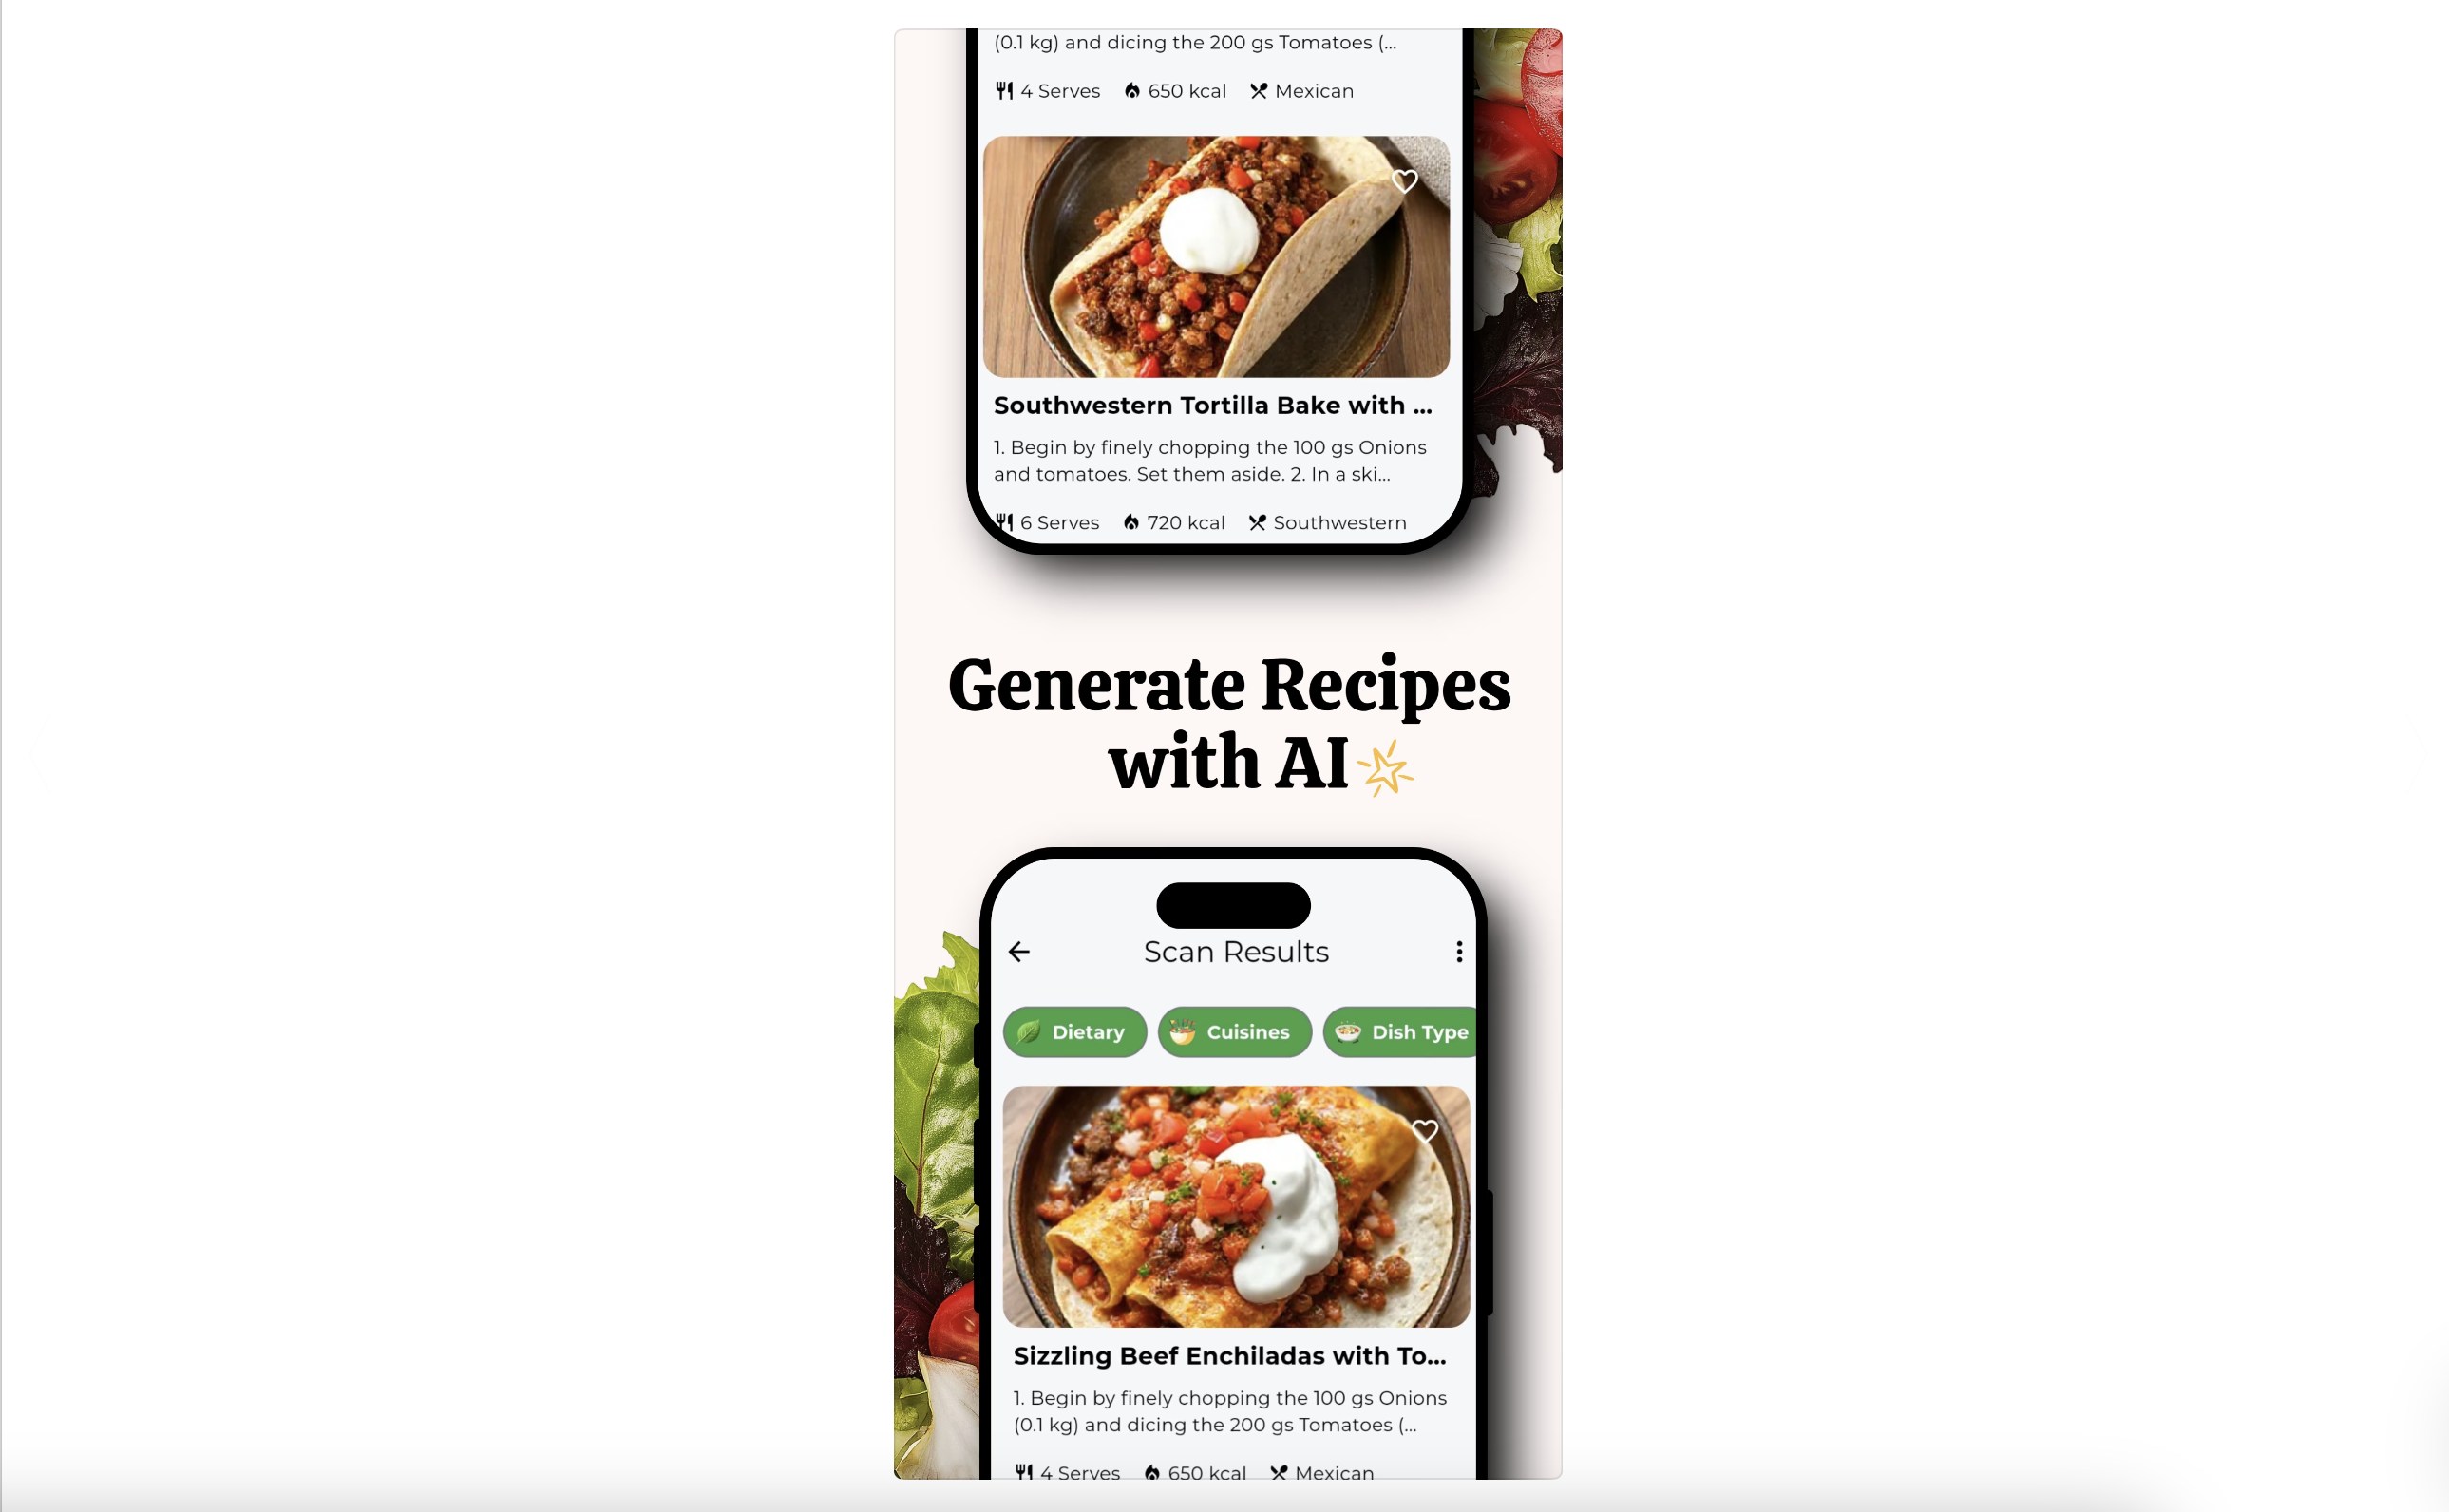 (0.1 kg) and dicing the 200 gs Tomatoes (...
4 Serves 650 kcal Mexican
Southwestern Tortilla Bake with ...
1. Begin by finely chopping the 100 gs Onions
and tomatoes. Set them aside. 2. In a ski...
6 Serves 720 kcal Southwestern
Generate Recipes
with AI
Scan Results
Dietary Cuisines Dish Type
Sizzling Beef Enchiladas with To...
1. Begin by finely chopping the 100 gs Onions
(0.1 kg) and dicing the 200 gs Tomatoes (...
4 Serves 650 kcal Mexican